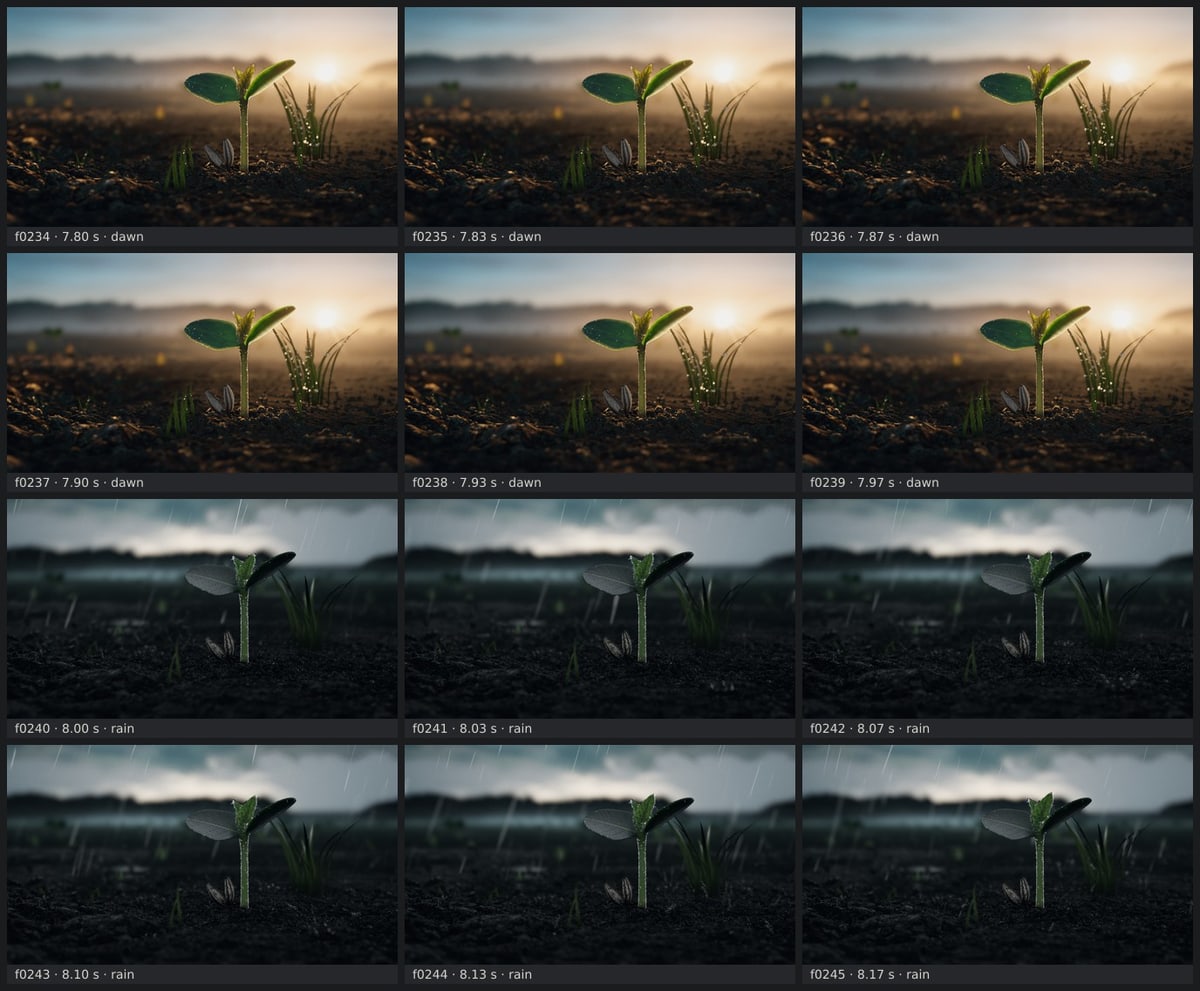 f0234 · 7.80 s · dawn
f0235 · 7.83 s · dawn
f0236 · 7.87 s · dawn
f0237 · 7.90 s · dawn
f0238 · 7.93 s · dawn
f0239 · 7.97 s · dawn
f0240 · 8.00 s · rain
f0241 · 8.03 s · rain
f0242 · 8.07 s · rain
f0243 · 8.10 s · rain
f0244 · 8.13 s · rain
f0245 · 8.17 s · rain